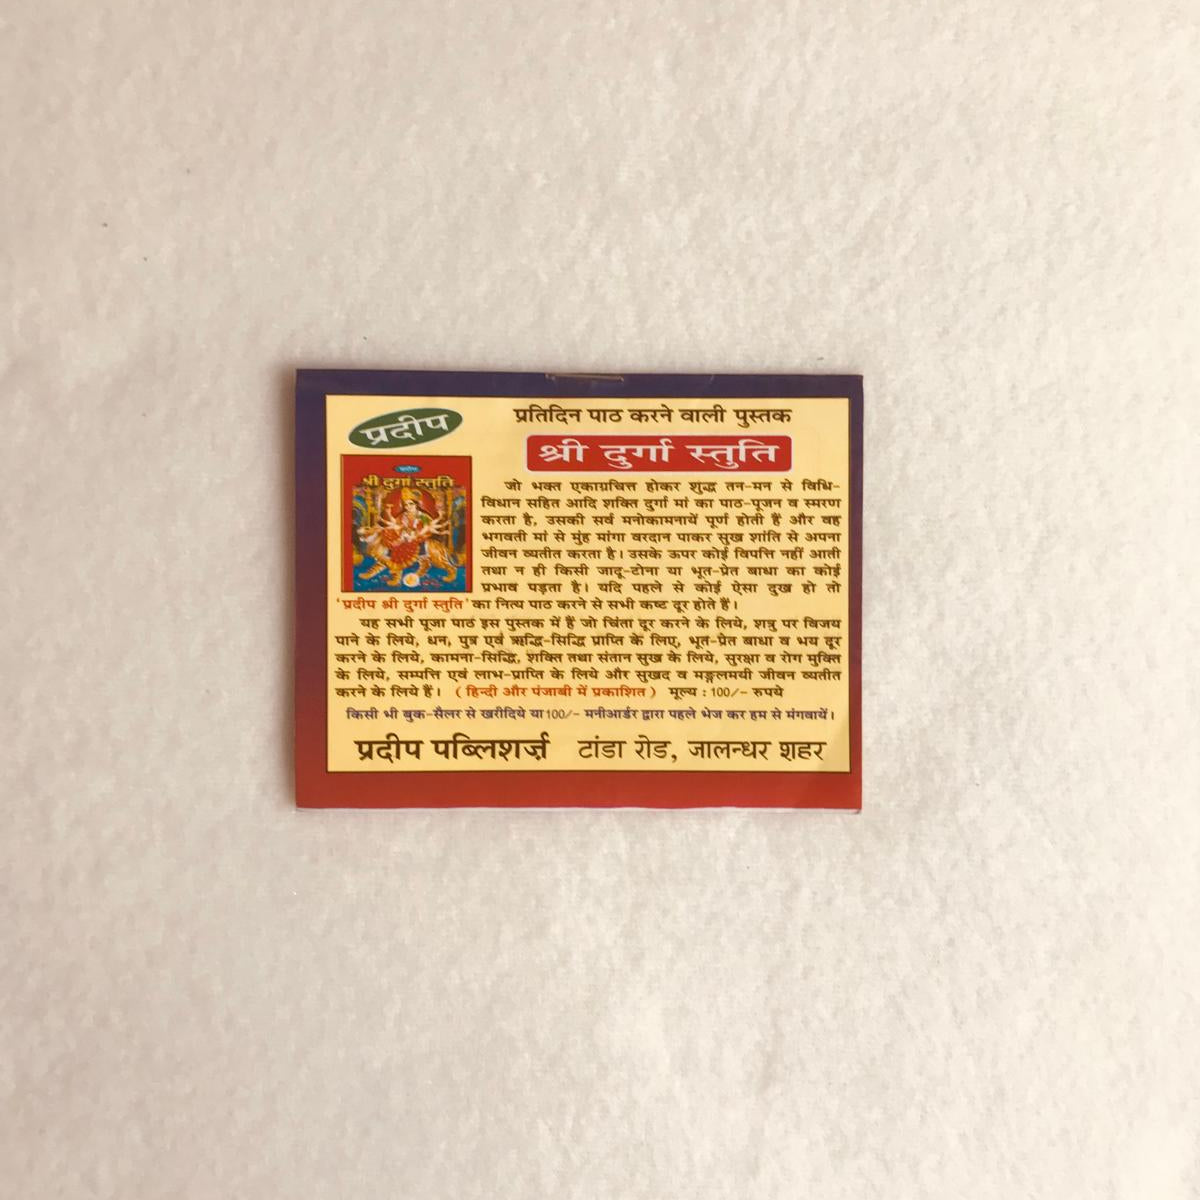 प्रदीप
प्रतिदिन पाठ करने वाली पुस्तक
श्री दुर्गा स्तुति
श्री दुर्गा स्तुति
जो भक्त एकाग्रचित्त होकर शुद्ध तन-मन से विधि-
विधान सहित आदि शक्ति दुर्गा मां का पाठ-पूजन व स्मरण
करता है, उसकी सर्व मनोकामनायें पूर्ण होती हैं और वह
भगवती मां से मुंह मांगा वरदान पाकर सुख शांति से अपना
जीवन व्यतीत करता है। उसके ऊपर कोई विपत्ति नहीं आती
तथा न ही किसी जादू-टोना या भूत-प्रेत बाधा का कोई
प्रभाव पड़ता है। यदि पहले से कोई ऐसा दुख हो तो
'प्रदीप श्री दुर्गा स्तुति' का नित्य पाठ करने से सभी कष्ट दूर होते हैं।
यह सभी पूजा पाठ इस पुस्तक में हैं जो चिंता दूर करने के लिये, शत्रु पर विजय
पाने के लिये, धन, पुत्र एवं ऋद्धि-सिद्धि प्राप्ति के लिए, भूत-प्रेत बाधा व भय दूर
करने के लिये, कामना-सिद्धि, शक्ति तथा संतान सुख के लिये, सुरक्षा व रोग मुक्ति
के लिये, सम्पत्ति एवं लाभ-प्राप्ति के लिये और सुखद व मङ्गलमयी जीवन व्यतीत
करने के लिये हैं। ( हिन्दी और पंजाबी में प्रकाशित ) मूल्य : 100/- रुपये
किसी भी बुक-सैलर से खरीदिये या 100/- मनीआर्डर द्वारा पहले भेज कर हम से मंगवायें।
प्रदीप पब्लिशर्ज़ टांडा रोड, जालन्धर शहर